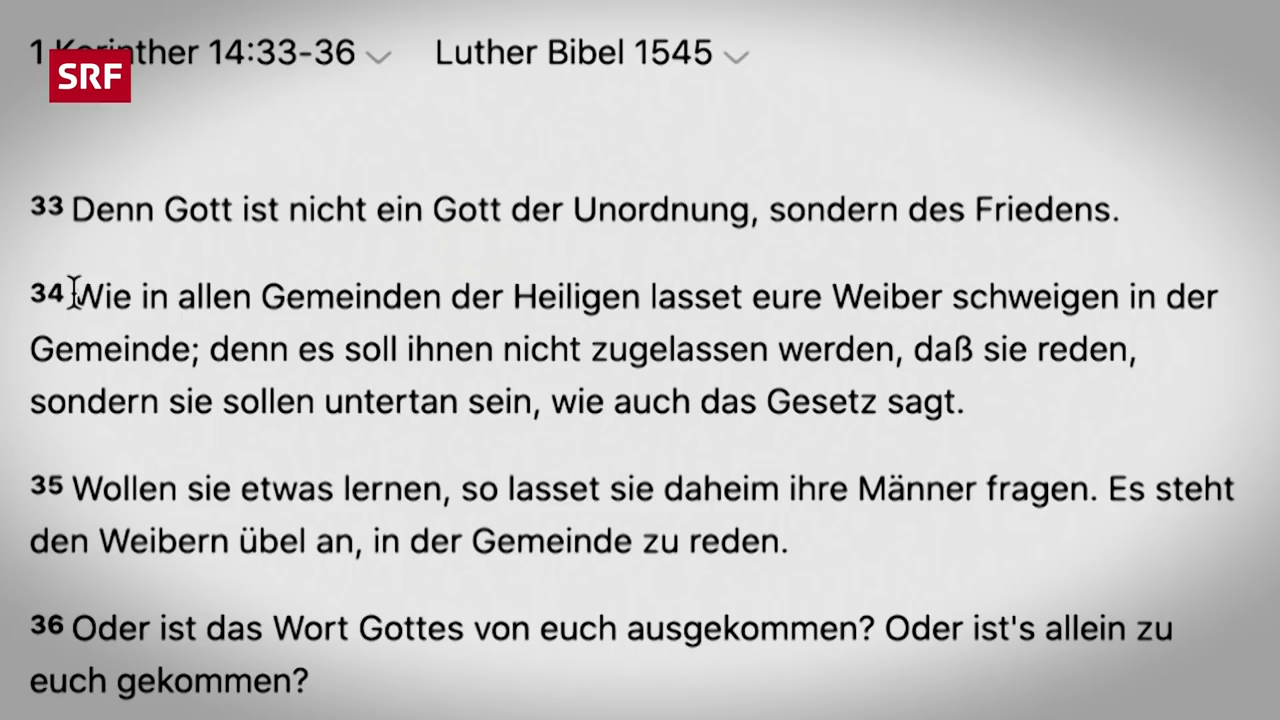 1 Korinther 14:33-36 Luther Bibel 1545
SRF
33 Denn Gott ist nicht ein Gott der Unordnung, sondern des Friedens.
34 Wie in allen Gemeinden der Heiligen lasset eure Weiber schweigen in der
Gemeinde; denn es soll ihnen nicht zugelassen werden, daß sie reden,
sondern sie sollen untertan sein, wie auch das Gesetz sagt.
35 Wollen sie etwas lernen, so lasset sie daheim ihre Männer fragen. Es steht
den Weibern übel an, in der Gemeinde zu reden.
36 Oder ist das Wort Gottes von euch ausgekommen? Oder ist's allein zu
euch gekommen?